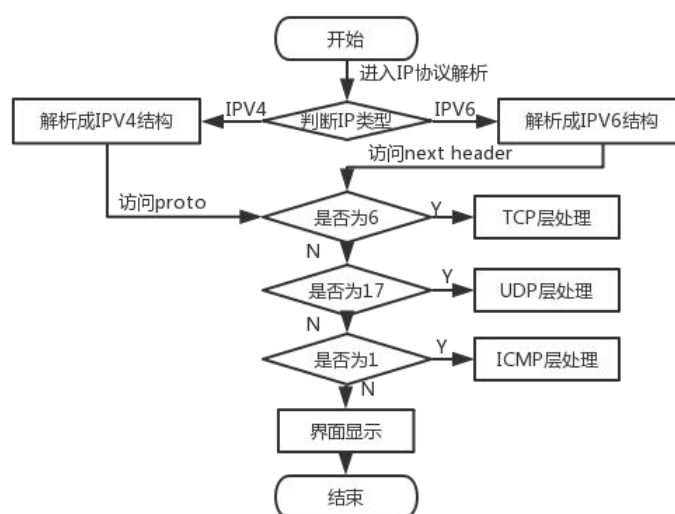 开始
进入IP协议解析
解析成IPV4结构
IPV4
判断IP类型
IPV6
解析成IPV6结构
访问next header
访问proto
是否为6
Y
TCP层处理
N
是否为17
Y
UDP层处理
N
是否为1
Y
ICMP层处理
N
界面显示
结束